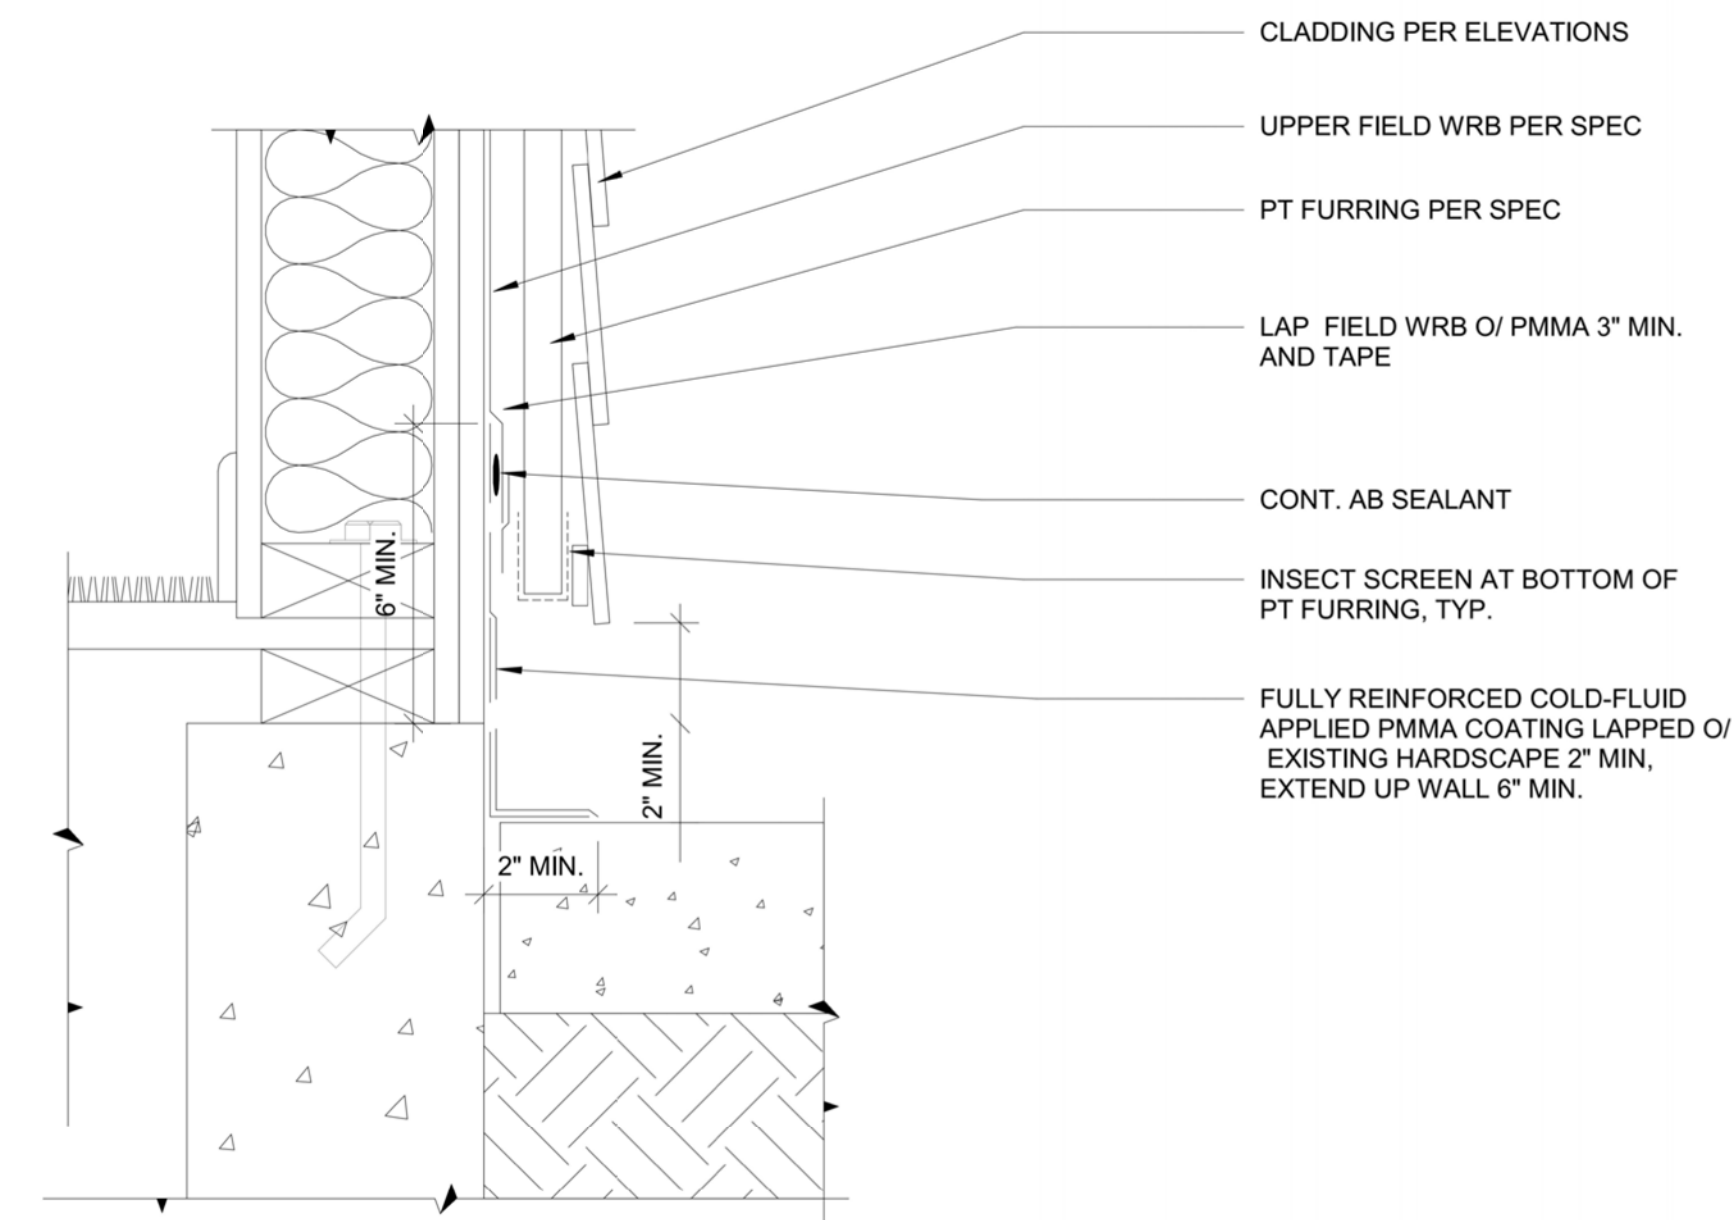 CLADDING PER ELEVATIONS
UPPER FIELD WRB PER SPEC
PT FURRING PER SPEC
LAP FIELD WRB O/ PMMA 3" MIN.
AND TAPE
CONT. AB SEALANT
INSECT SCREEN AT BOTTOM OF
PT FURRING, TYP.
FULLY REINFORCED COLD-FLUID
APPLIED PMMA COATING LAPPED O/
EXISTING HARDSCAPE 2" MIN,
EXTEND UP WALL 6" MIN.
6" MIN.
2" MIN.
2" MIN.